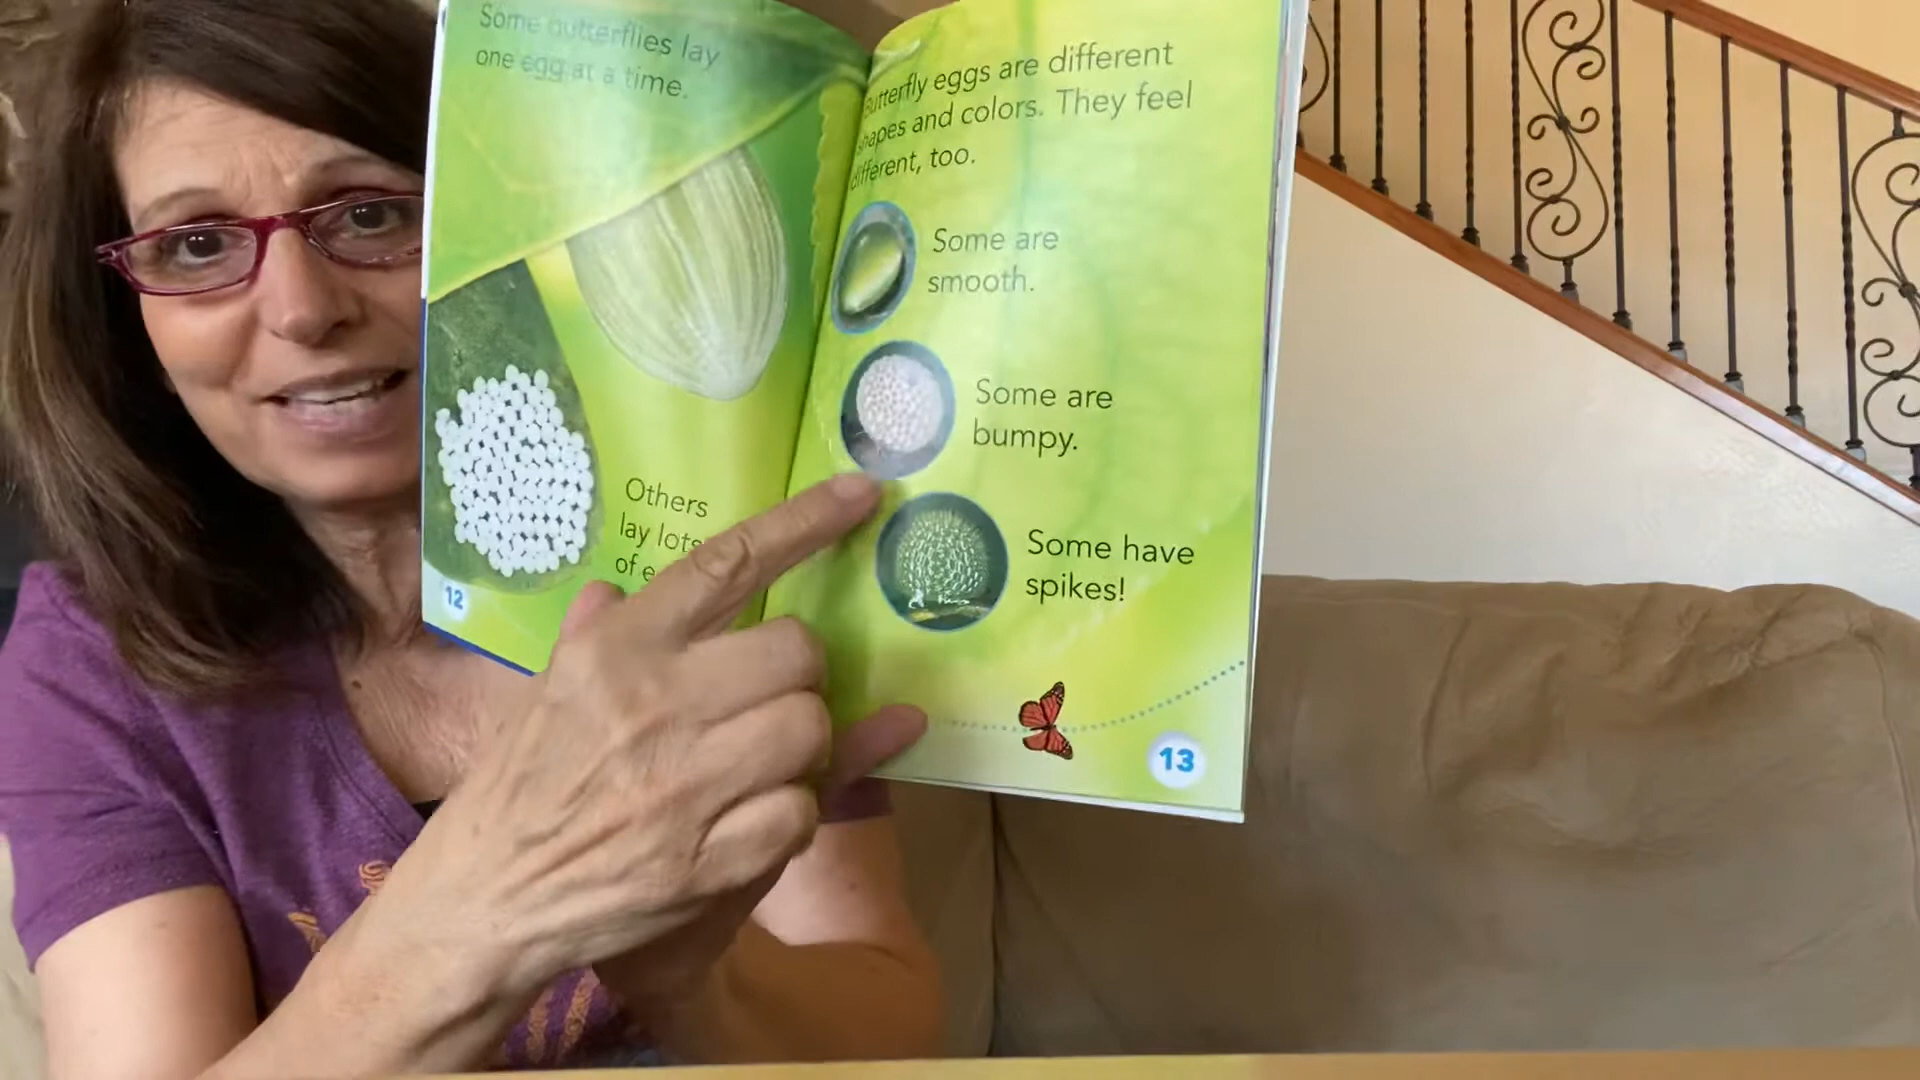 Some butterflies lay
one egg at a time.
Others
lay lots
of e
12
Butterfly eggs are different
shapes and colors. They feel
different, too.
Some are
smooth.
Some are
bumpy.
Some have
spikes!
13